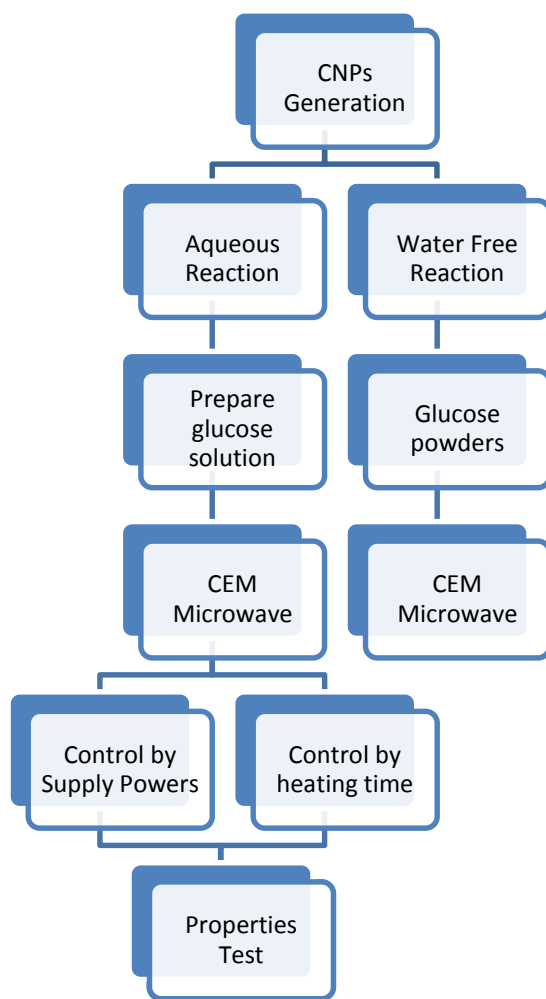 CNPs
Generation
Aqueous
Reaction
Water Free
Reaction
Prepare
glucose
solution
Glucose
powders
CEM
Microwave
CEM
Microwave
Control by
Supply Powers
Control by
heating time
Properties
Test